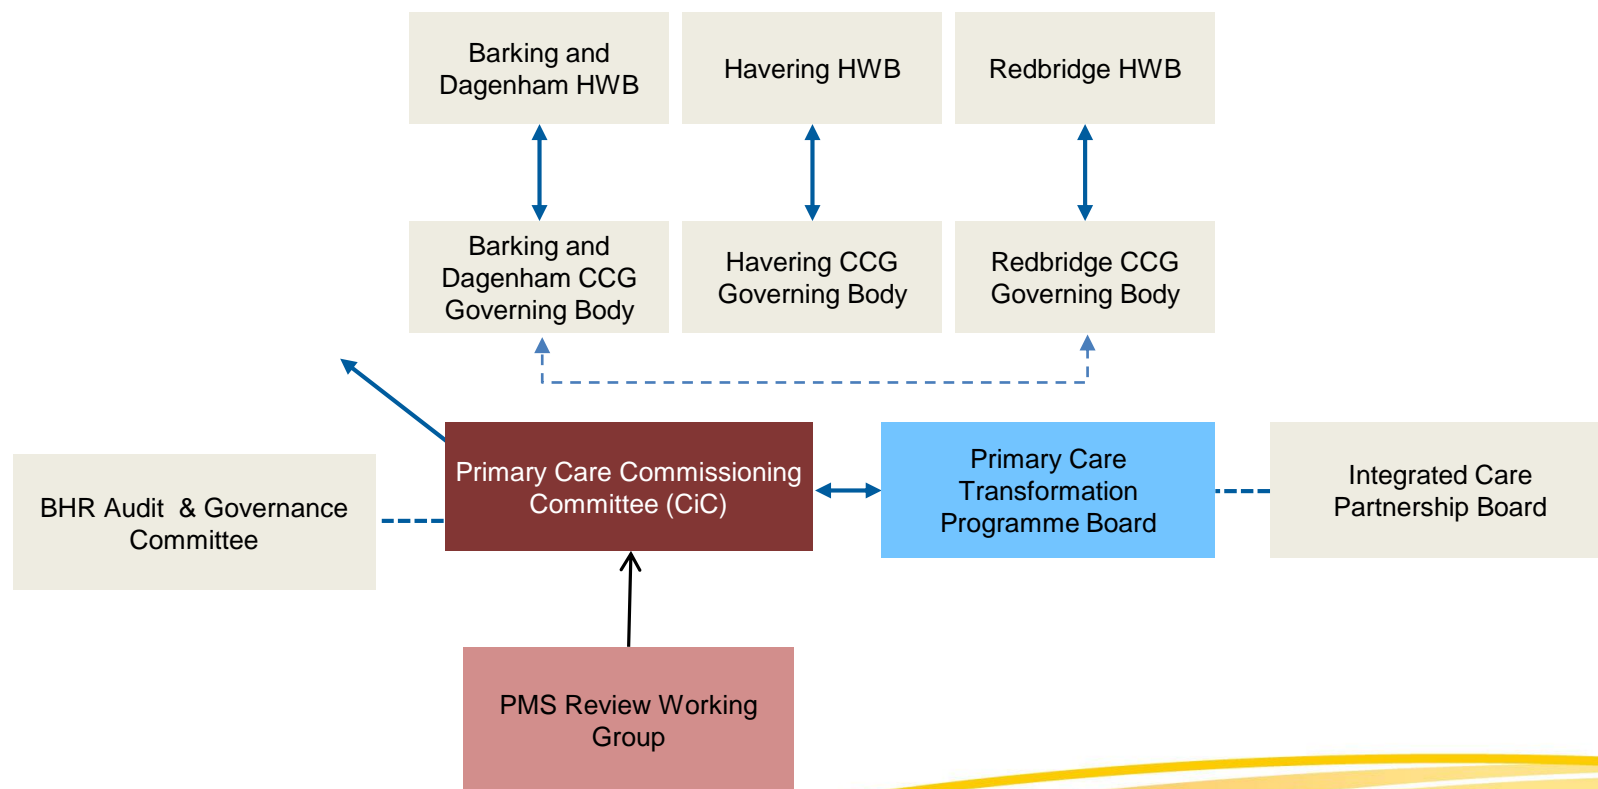 Barking and
Dagenham HWB
Havering HWB
Redbridge HWB
Barking and
Dagenham CCG
Governing Body
Havering CCG
Governing Body
Redbridge CCG
Governing Body
BHR Audit  & Governance
Committee
Primary Care Commissioning
Committee (CiC)
Primary Care
Transformation
Programme Board
Integrated Care
Partnership Board
PMS Review Working
Group